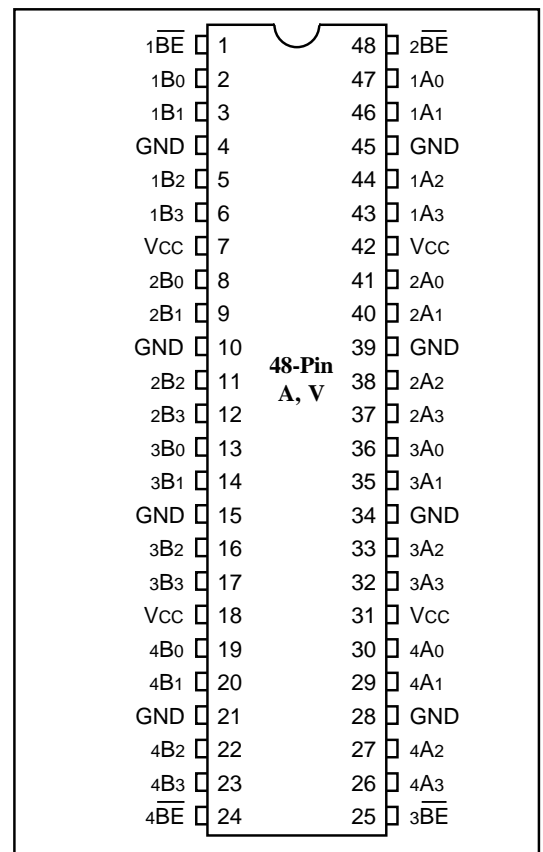 1B̅E̅ 1 48 2B̅E̅
1B0 2 47 1A0
1B1 3 46 1A1
GND 4 45 GND
1B2 5 44 1A2
1B3 6 43 1A3
VCC 7 42 VCC
2B0 8 41 2A0
2B1 9 40 2A1
GND 10 39 GND
48-Pin
2B2 11 38 2A2
A, V
2B3 12 37 2A3
3B0 13 36 3A0
3B1 14 35 3A1
GND 15 34 GND
3B2 16 33 3A2
3B3 17 32 3A3
VCC 18 31 VCC
4B0 19 30 4A0
4B1 20 29 4A1
GND 21 28 GND
4B2 22 27 4A2
4B3 23 26 4A3
4B̅E̅ 24 25 3B̅E̅